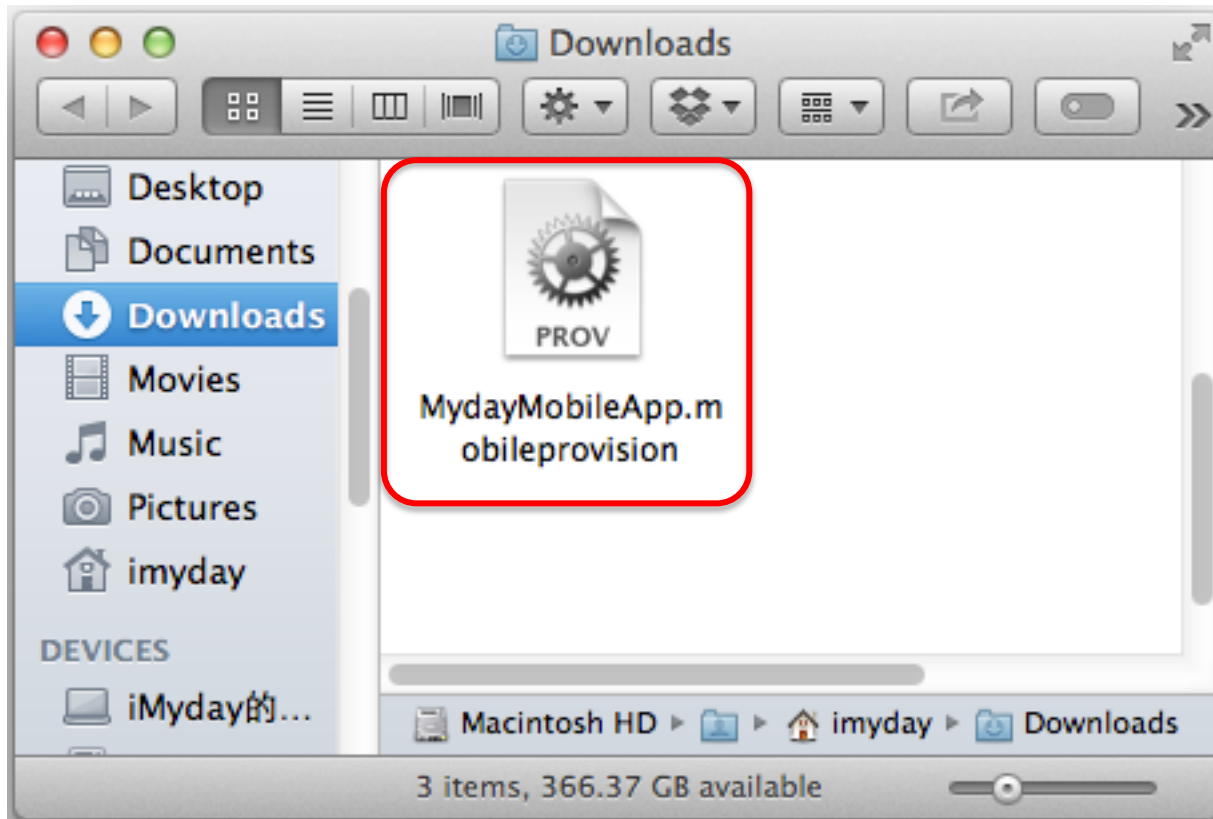 Downloads
Desktop
Documents
Downloads
Movies
Music
Pictures
imyday
DEVICES
iMyday的...
PROV
MydayMobileApp.m
obileprovision
Macintosh HD ▸ ▸ imyday ▸ Downloads
3 items, 366.37 GB available